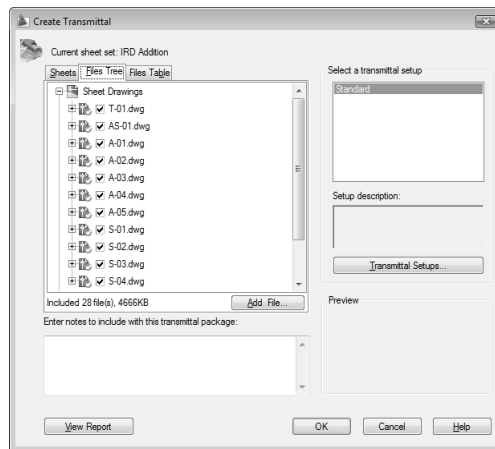 Create Transmittal
Current sheet set: IRD Addition
Sheets Files Tree Files Table
Sheet Drawings
T-01.dwg
AS-01.dwg
A-01.dwg
A-02.dwg
A-03.dwg
A-04.dwg
A-05.dwg
S-01.dwg
S-02.dwg
S-03.dwg
S-04.dwg
Included 28 file(s), 4666KB
Add File...
Enter notes to include with this transmittal package:
Select a transmittal setup
Standard
Setup description:
Transmittal Setups...
Preview
View Report
OK
Cancel
Help